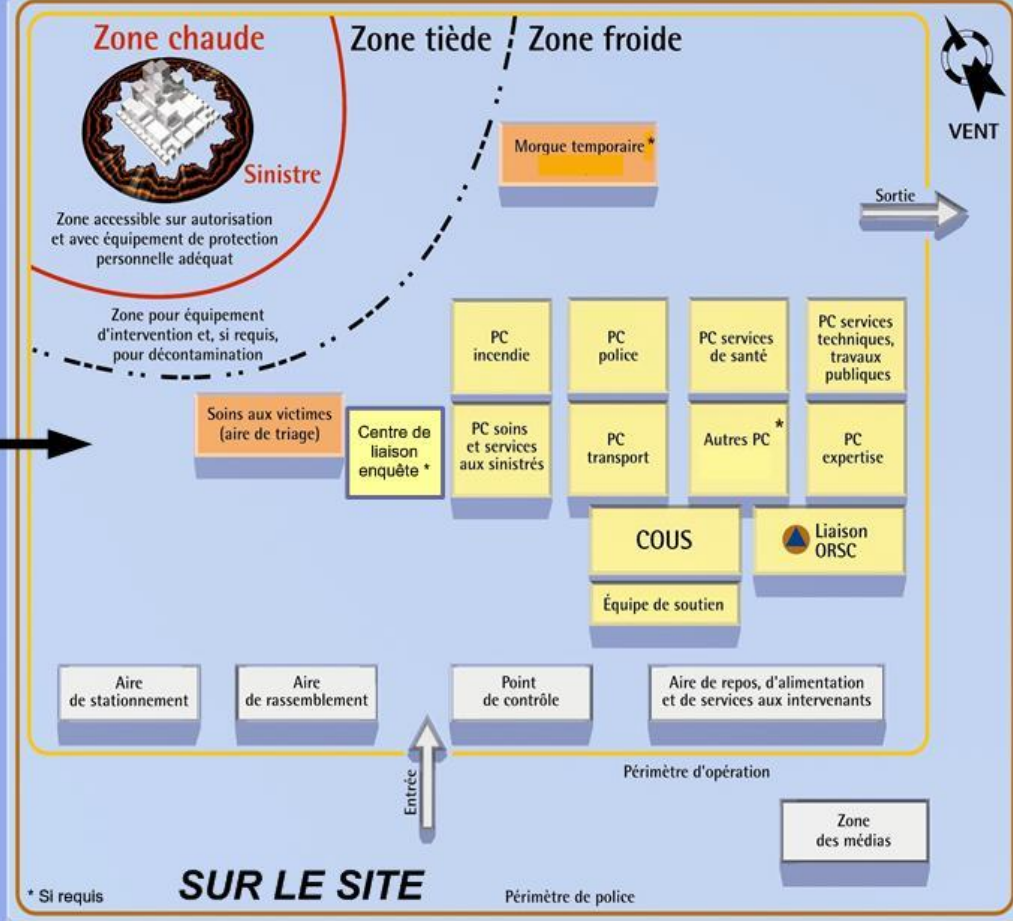 Zone chaude
Zone tiède
Zone froide
VENT
Morgue temporaire *
Sinistre
Sortie
Zone accessible sur autorisation
et avec équipement de protection
personnelle adéquat
Zone pour équipement
d'intervention et, si requis,
pour décontamination
PC
incendie
PC
police
PC services
de santé
PC services
techniques,
travaux
publiques
Soins aux victimes
(aire de triage)
Centre de
liaison
enquête *
PC soins
et services
aux sinistrés
PC
transport
Autres PC *
PC
expertise
COUS
Liaison
ORSC
Équipe de soutien
Aire
de stationnement
Aire
de rassemblement
Point
de contrôle
Aire de repos, d'alimentation
et de services aux intervenants
Entrée
Périmètre d'opération
Zone
des médias
* Si requis
SUR LE SITE
Périmètre de police